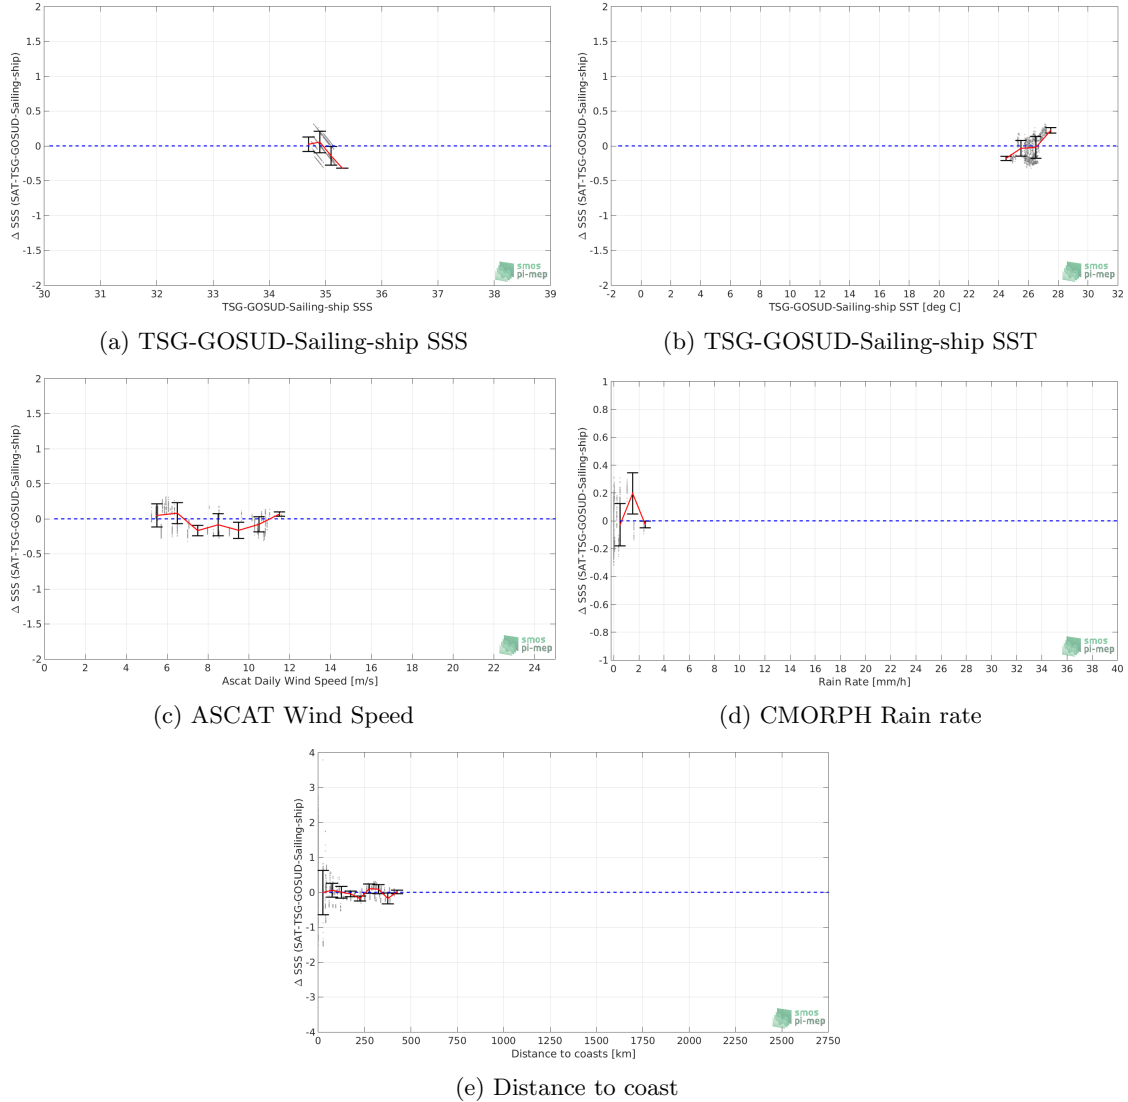 2
1.5
1
0.5
0
-0.5
-1
-1.5
-2
Δ SSS (SAT-TSG-GOSUD-Sailing-ship)
30 31 32 33 34 35 36 37 38 39
TSG-GOSUD-Sailing-ship SSS
smos
pi-mep
(a) TSG-GOSUD-Sailing-ship SSS
2
1.5
1
0.5
0
-0.5
-1
-1.5
-2
Δ SSS (SAT-TSG-GOSUD-Sailing-ship)
-2 0 2 4 6 8 10 12 14 16 18 20 22 24 26 28 30 32
TSG-GOSUD-Sailing-ship SST [deg C]
smos
pi-mep
(b) TSG-GOSUD-Sailing-ship SST
2
1.5
1
0.5
0
-0.5
-1
-1.5
-2
Δ SSS (SAT-TSG-GOSUD-Sailing-ship)
0 2 4 6 8 10 12 14 16 18 20 22 24
Ascat Daily Wind Speed [m/s]
smos
pi-mep
(c) ASCAT Wind Speed
1
0.8
0.6
0.4
0.2
0
-0.2
-0.4
-0.6
-0.8
-1
Δ SSS (SAT-TSG-GOSUD-Sailing-ship)
0 2 4 6 8 10 12 14 16 18 20 22 24 26 28 30 32 34 36 38 40
Rain Rate [mm/h]
smos
pi-mep
(d) CMORPH Rain rate
4
3
2
1
0
-1
-2
-3
-4
Δ SSS (SAT-TSG-GOSUD-Sailing-ship)
0 250 500 750 1000 1250 1500 1750 2000 2250 2500 2750
Distance to coasts [km]
smos
pi-mep
(e) Distance to coast